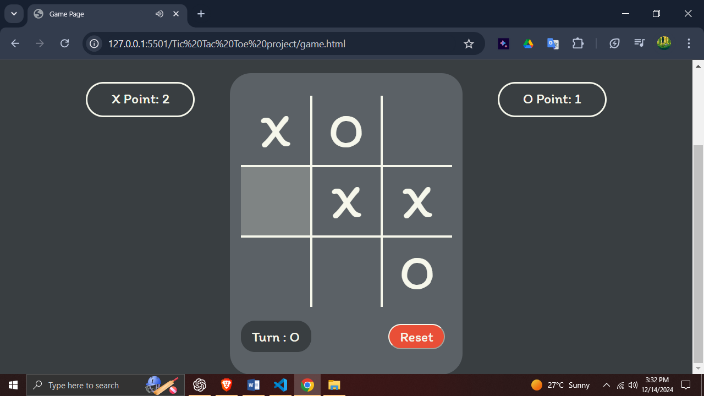 Game Page
127.0.0.1:5501/Tic%20Tac%20Toe%20project/game.html
X Point: 2
O Point: 1
X O
X X
O
Turn : O
Reset
Type here to search
27°C Sunny
3:32 PM
12/14/2024